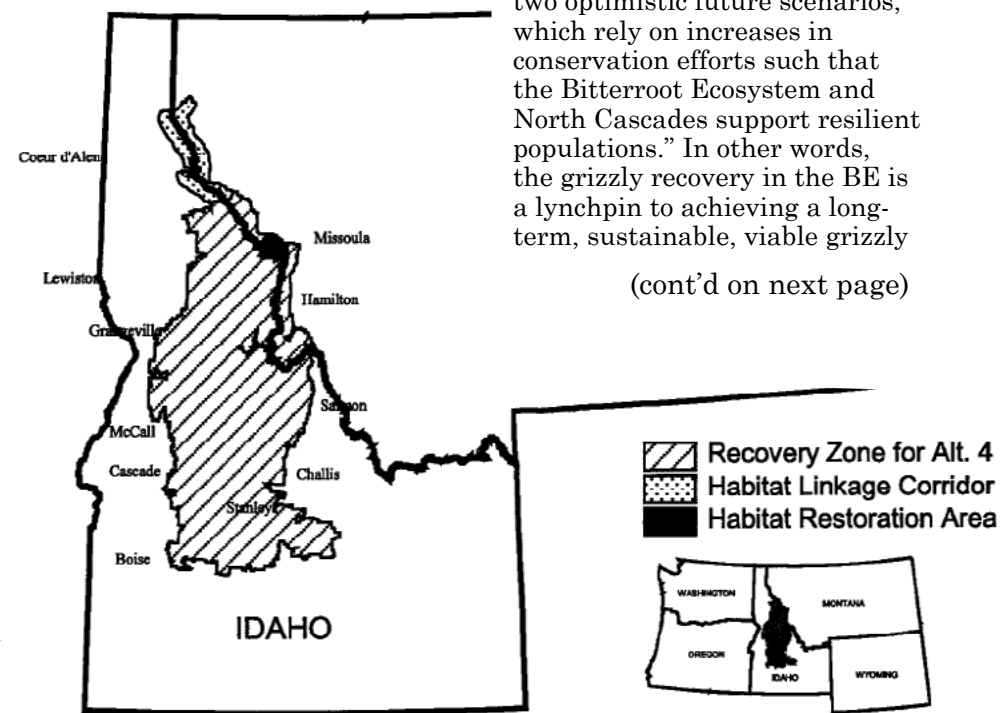 two optimistic future scenarios,
which rely on increases in
conservation efforts such that
the Bitterroot Ecosystem and
North Cascades support resilient
populations.” In other words,
the grizzly recovery in the BE is
a lynchpin to achieving a long-
term, sustainable, viable grizzly
(cont’d on next page)
Coeur d'Alen
Missoula
Lewiston
Hamilton
Grangeville
Salmon
McCall
Cascade
Challis
Stanley
Boise
IDAHO
Recovery Zone for Alt. 4
Habitat Linkage Corridor
Habitat Restoration Area
WASHINGTON
MONTANA
OREGON
IDAHO
WYOMING